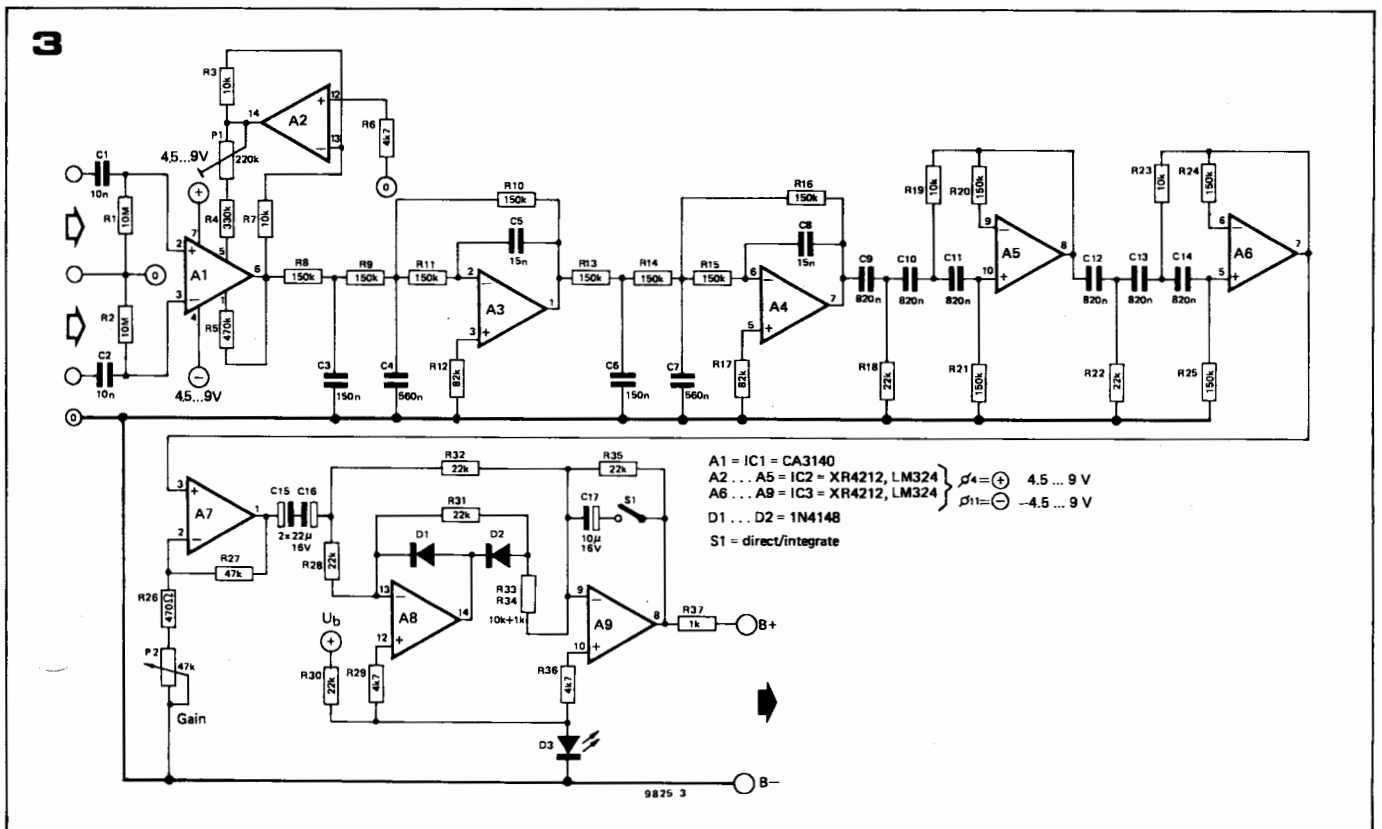 3
R3
10k
14
A2
+
12
−
13
R6
4k7
0
P1
220k
4,5...9V
+
C1
10n
R1
10M
R4
330k
R7
10k
7
2
+
5
A1
6
3
−
1
4
0
R2
10M
R5
470k
C2
10n
−
4,5...9V
0
R8
150k
R9
150k
R10
150k
R11
150k
C5
15n
2
−
A3
1
3
+
R12
82k
C3
150n
C4
560n
R13
150k
R14
150k
R16
150k
R15
150k
C8
15n
6
−
A4
7
5
+
R17
82k
C6
150n
C7
560n
C9
820n
C10
820n
C11
820n
R19
10k
R20
150k
9
−
A5
8
10
+
R18
22k
R21
150k
C12
820n
C13
820n
C14
820n
R23
10k
R24
150k
6
−
A6
7
5
+
R22
22k
R25
150k
3
+
A7
1
2
−
R27
47k
R26
470Ω
P2
47k
Gain
C15
C16
2x22µ
16V
R28
22k
R32
22k
R31
22k
D1
D2
13
−
A8
14
12
+
R33
R34
10k+1k
Ub
+
R30
22k
R29
4k7
R35
22k
C17
10µ
16V
S1
9
−
A9
8
10
+
R36
4k7
R37
1k
B+
D3
B−
9825 3
A1 = IC1 = CA3140
A2 . . . A5 = IC2 = XR4212, LM324
A6 . . . A9 = IC3 = XR4212, LM324
ø4=+ 4.5 ... 9 V
ø11=− −4.5 ... 9 V
D1 . . . D2 = 1N4148
S1 = direct/integrate